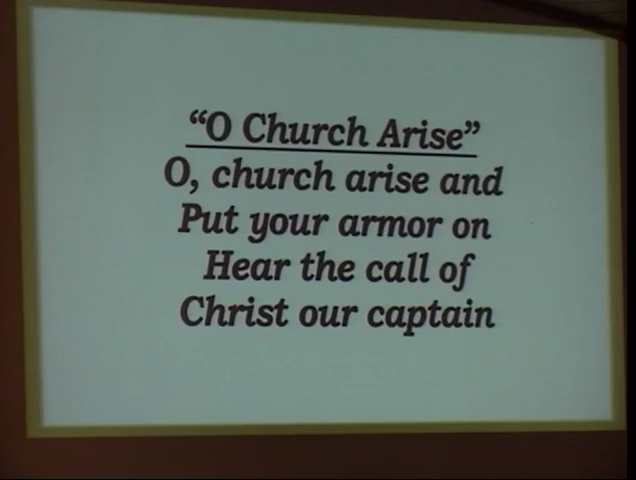 “O Church Arise”
O, church arise and
Put your armor on
Hear the call of
Christ our captain